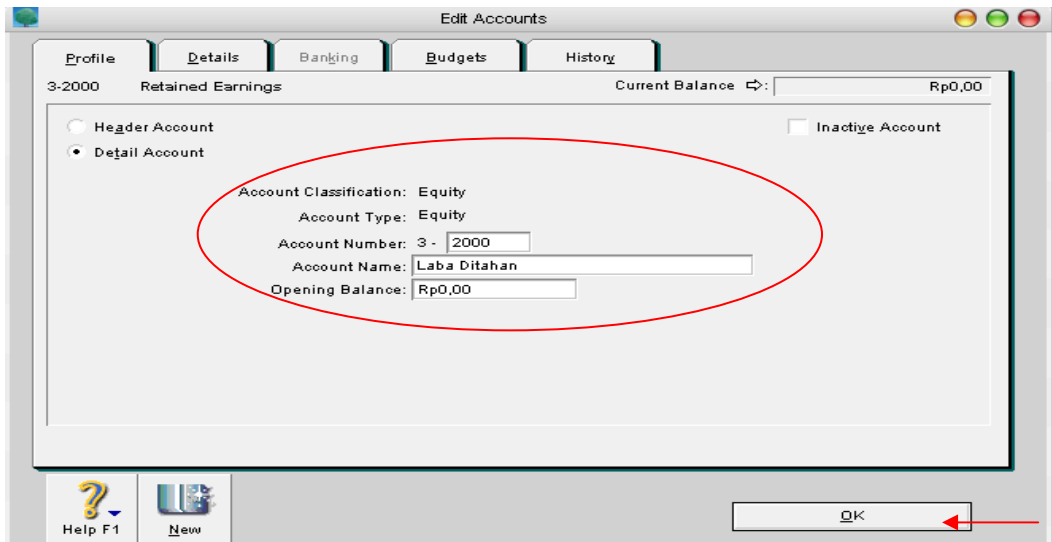 Edit Accounts
Profile Details Banking Budgets History
3-2000 Retained Earnings Current Balance ⇨: Rp0,00
Header Account Inactive Account
Detail Account
Account Classification: Equity
Account Type: Equity
Account Number: 3 - 2000
Account Name: Laba Ditahan
Opening Balance: Rp0,00
Help F1 New OK